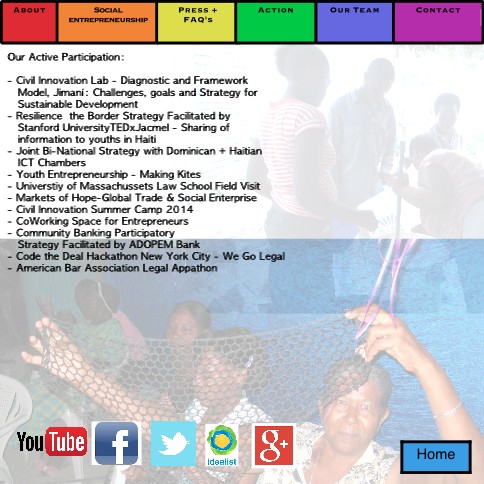 About
Social
entrepreneurship
Press +
FAQ's
Action
Our Team
Contact
Our Active Participation:
- Civil Innovation Lab - Diagnostic and Framework
Model, Jimaní: Challenges, goals and Strategy for
Sustainable Development
- Resilience the Border Strategy Facilitated by
Stanford UniversityTEDxJacmel - Sharing of
information to youths in Haiti
- Joint Bi-National Strategy with Dominican + Haitian
ICT Chambers
- Youth Entrepreneurship - Making Kites
- Universtiy of Massachussets Law School Field Visit
- Markets of Hope-Global Trade & Social Enterprise
- Civil Innovation Summer Camp 2014
- CoWorking Space for Entrepreneurs
- Community Banking Participatory
Strategy Facilitated by ADOPEM Bank
- Code the Deal Hackathon New York City - We Go Legal
- American Bar Association Legal Appathon
YouTube
f
idealist
g+
Home